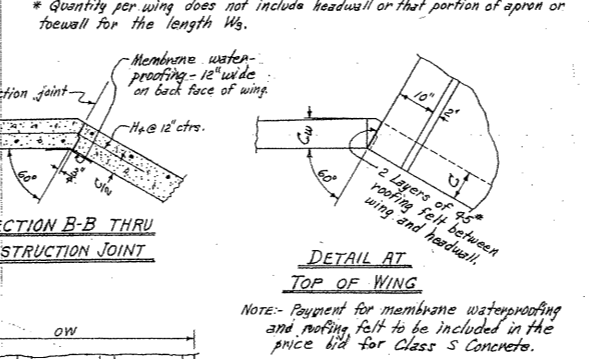 * Quantity per wing does not include headwall or that portion of apron or
toewall for the length W3.
Membrane water-
proofing - 12" wide
on back face of wing.
ction joint
H4 @ 12" ctrs.
60°
3"
C/2
CTION B-B THRU
STRUCTION JOINT
10"
2"
CW
60°
C
2 Layers of 45#
roofing felt between
wing and headwall.
DETAIL AT
TOP OF WING
NOTE:- Payment for membrane waterproofing
and roofing felt to be included in the
price bid for Class S Concrete.
OW